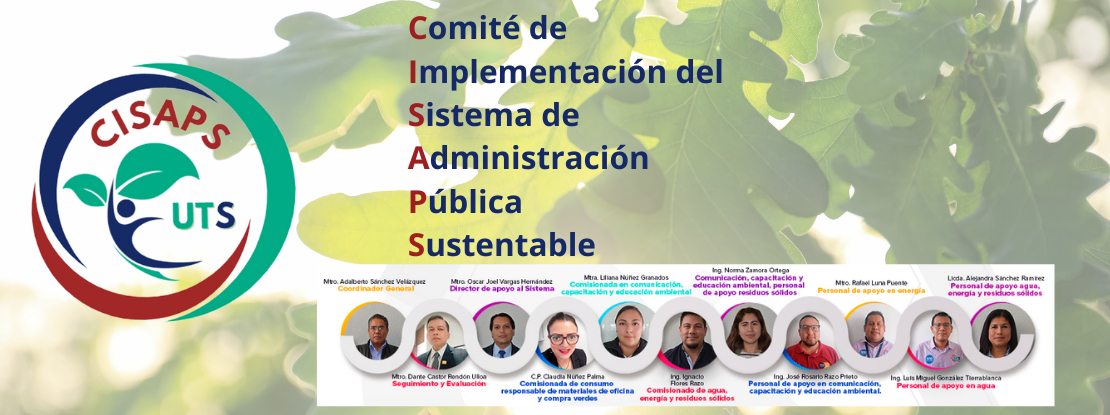 CISAPS
UTS
Comité de
Implementación del
Sistema de
Administración
Pública
Sustentable
Mtro. Adalberto Sánchez Velázquez
Coordinador General
Mtro. Dante Castor Rendón Ulloa
Seguimiento y Evaluación
Mtro. Oscar Joel Vargas Hernández
Director de apoyo al Sistema
C.P. Claudia Núñez Palma
Comisionada de consumo
responsable de materiales de oficina
y compra verdes
Mtra. Liliana Núñez Granados
Comisionada en comunicación,
capacitación y educación ambiental
Ing. Ignacio
Flores Razo
Comisionado de agua,
energía y residuos sólidos
Ing. Norma Zamora Ortega
Comunicación, capacitación y
educación ambiental, personal
de apoyo residuos sólidos
Ing. José Rosario Razo Prieto
Personal de apoyo en comunicación,
capacitación y educación ambiental.
Mtro. Rafael Luna Puente
Personal de apoyo en energía
Ing. Luis Miguel González Tierrablanca
Personal de apoyo en agua
Licda. Alejandra Sánchez Ramírez
Personal de apoyo agua,
energía y residuos sólidos